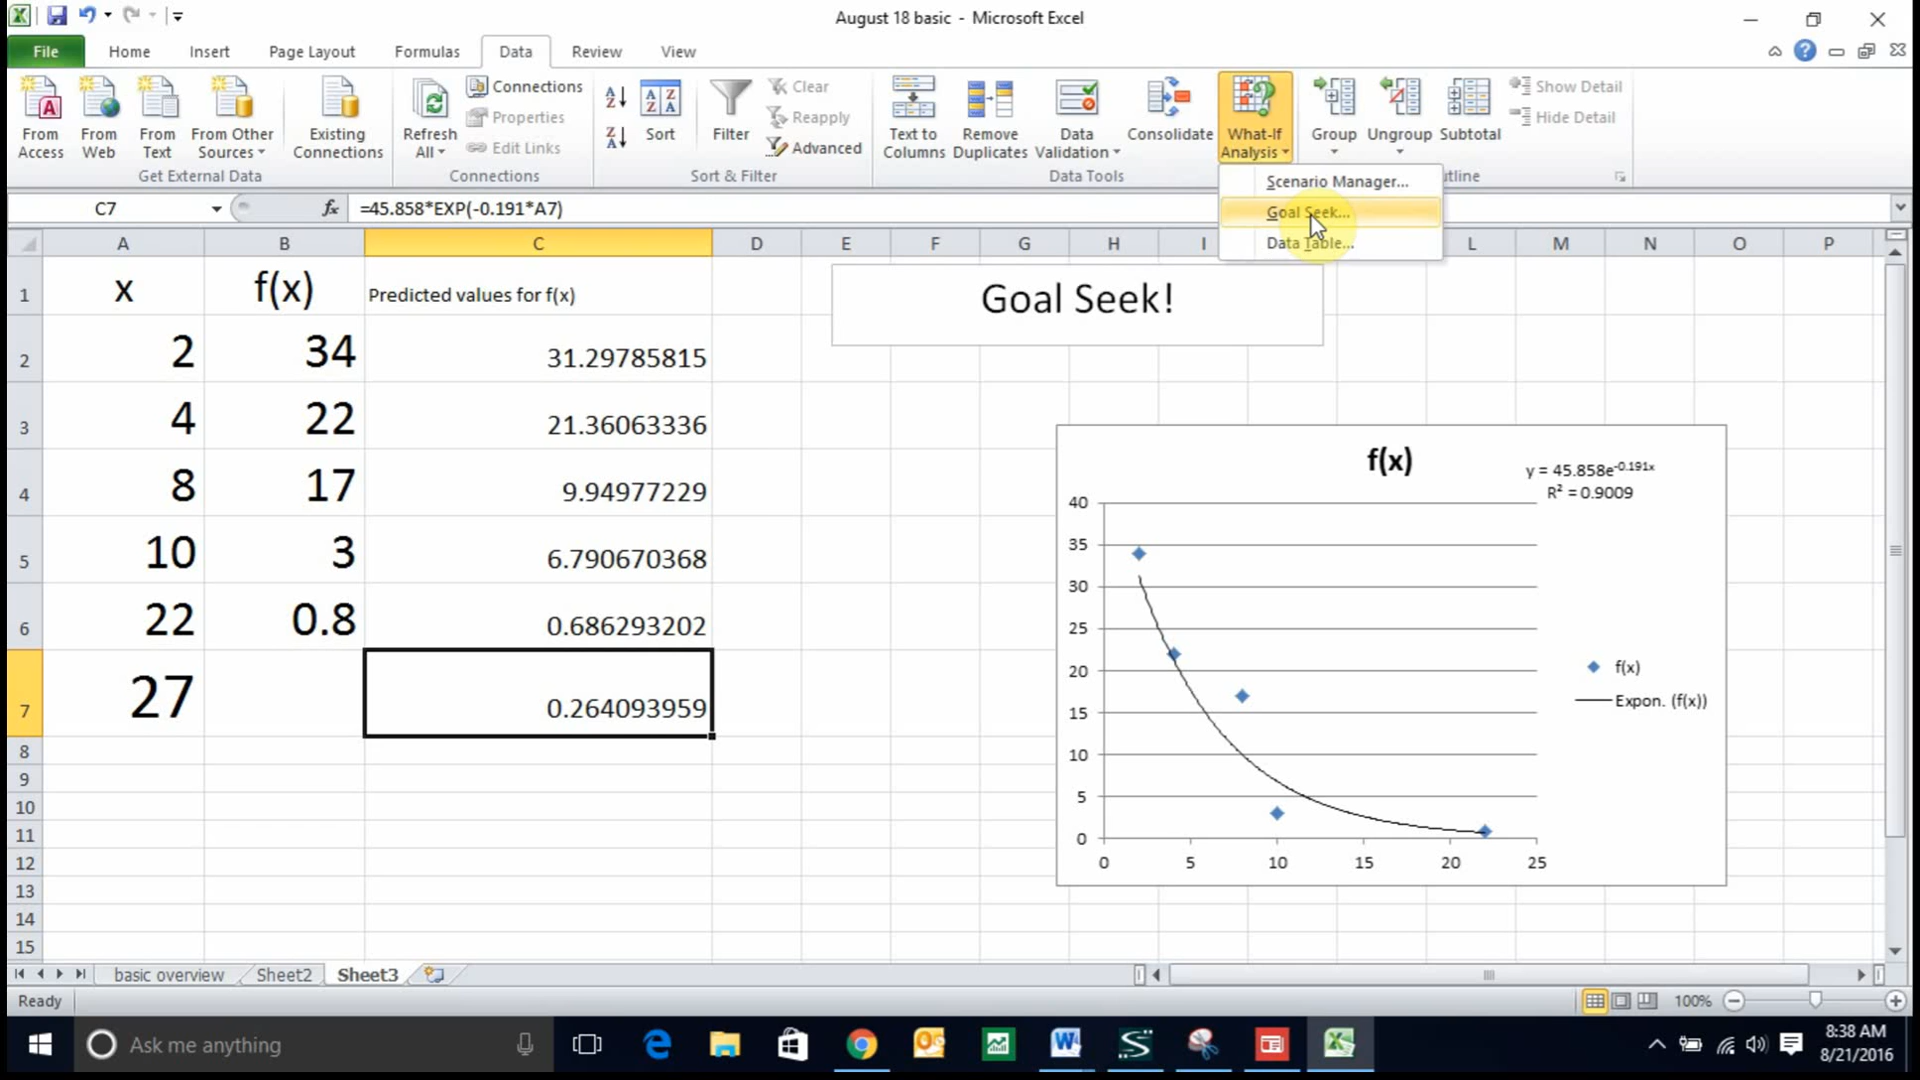 August 18 basic - Microsoft Excel
File Home Insert Page Layout Formulas Data Review View
From Access
From Web
From Text
From Other Sources
Existing Connections
Get External Data
Refresh All
Connections
Properties
Edit Links
Connections
Sort
Filter
Clear
Reapply
Advanced
Sort & Filter
Text to Columns
Remove Duplicates
Data Validation
Consolidate
What-If Analysis
Data Tools
Group
Ungroup
Subtotal
Show Detail
Hide Detail
utline
Scenario Manager...
Goal Seek...
Data Table...
C7 fx =45.858*EXP(-0.191*A7)
A B C D E F G H I L M N O P
1 x f(x) Predicted values for f(x)
2 2 34 31.29785815
3 4 22 21.36063336
4 8 17 9.94977229
5 10 3 6.790670368
6 22 0.8 0.686293202
7 27 0.264093959
8
9
10
11
12
13
14
15
Goal Seek!
f(x)
y = 45.858e-0.191x
R² = 0.9009
40
35
30
25
20
15
10
5
0
0 5 10 15 20 25
f(x)
Expon. (f(x))
basic overview Sheet2 Sheet3
Ready 100%
Ask me anything
8:38 AM
8/21/2016